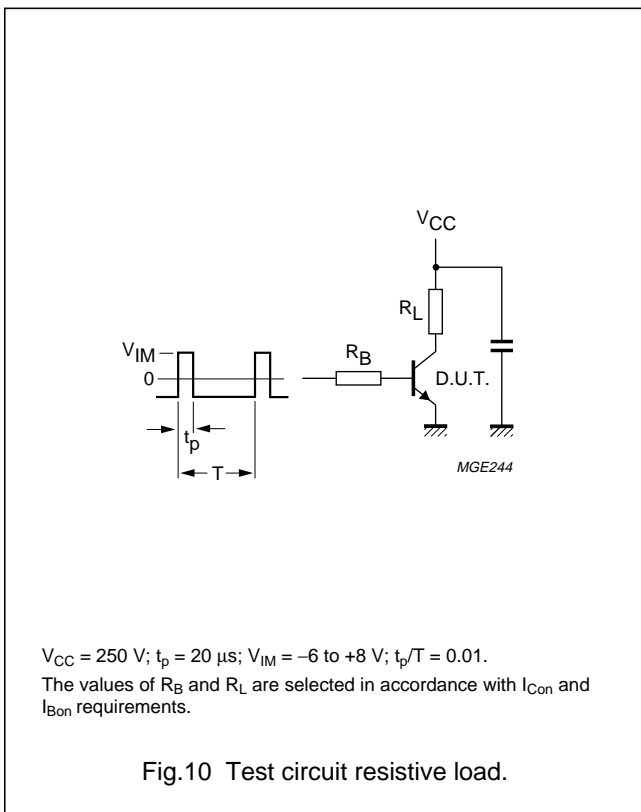 VCC
RL
VIM
RB
0
D.U.T.
tp
T
MGE244
VCC = 250 V; tp = 20 µs; VIM = −6 to +8 V; tp/T = 0.01.
The values of RB and RL are selected in accordance with ICon and
IBon requirements.
Fig.10 Test circuit resistive load.